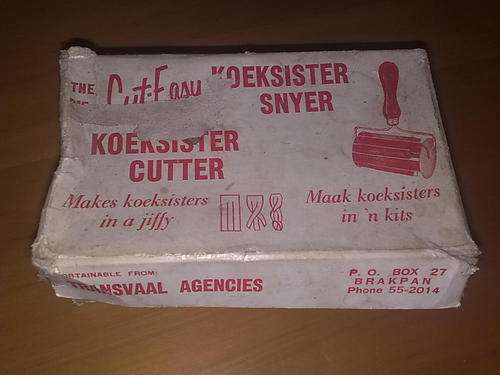 THE
DIE
Cut-Easy
KOEKSISTER
SNYER
KOEKSISTER
CUTTER
Makes koeksisters
in a jiffy
Maak koeksisters
in 'n kits
OBTAINABLE FROM:
TRANSVAAL AGENCIES
P. O. BOX 27
BRAKPAN
Phone 55-2014